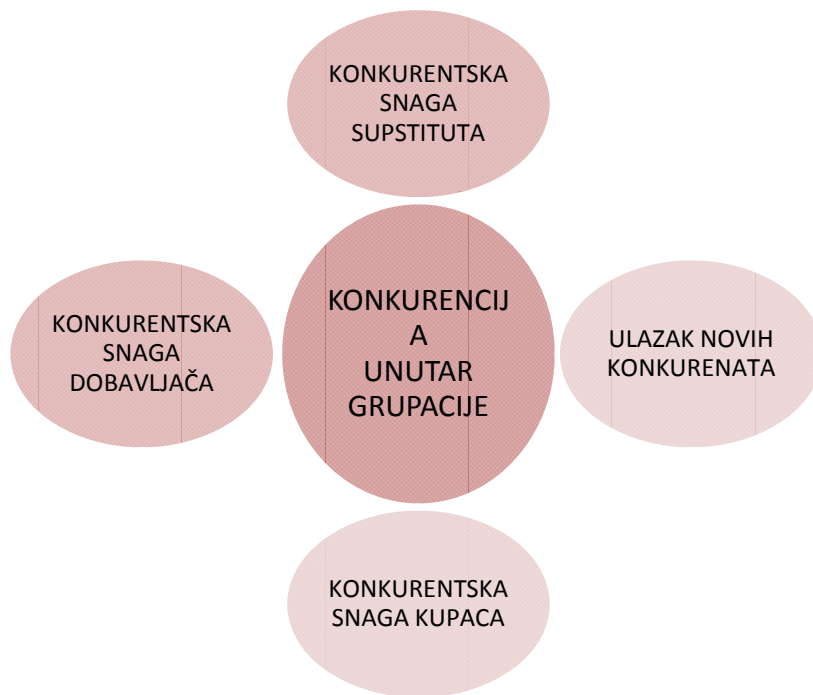 KONKURENTSKA
SNAGA
SUPSTITUTA
KONKURENTSKA
SNAGA
DOBAVLJAČA
KONKURENCIJ
A
UNUTAR
GRUPACIJE
ULAZAK NOVIH
KONKURENATA
KONKURENTSKA
SNAGA KUPACA